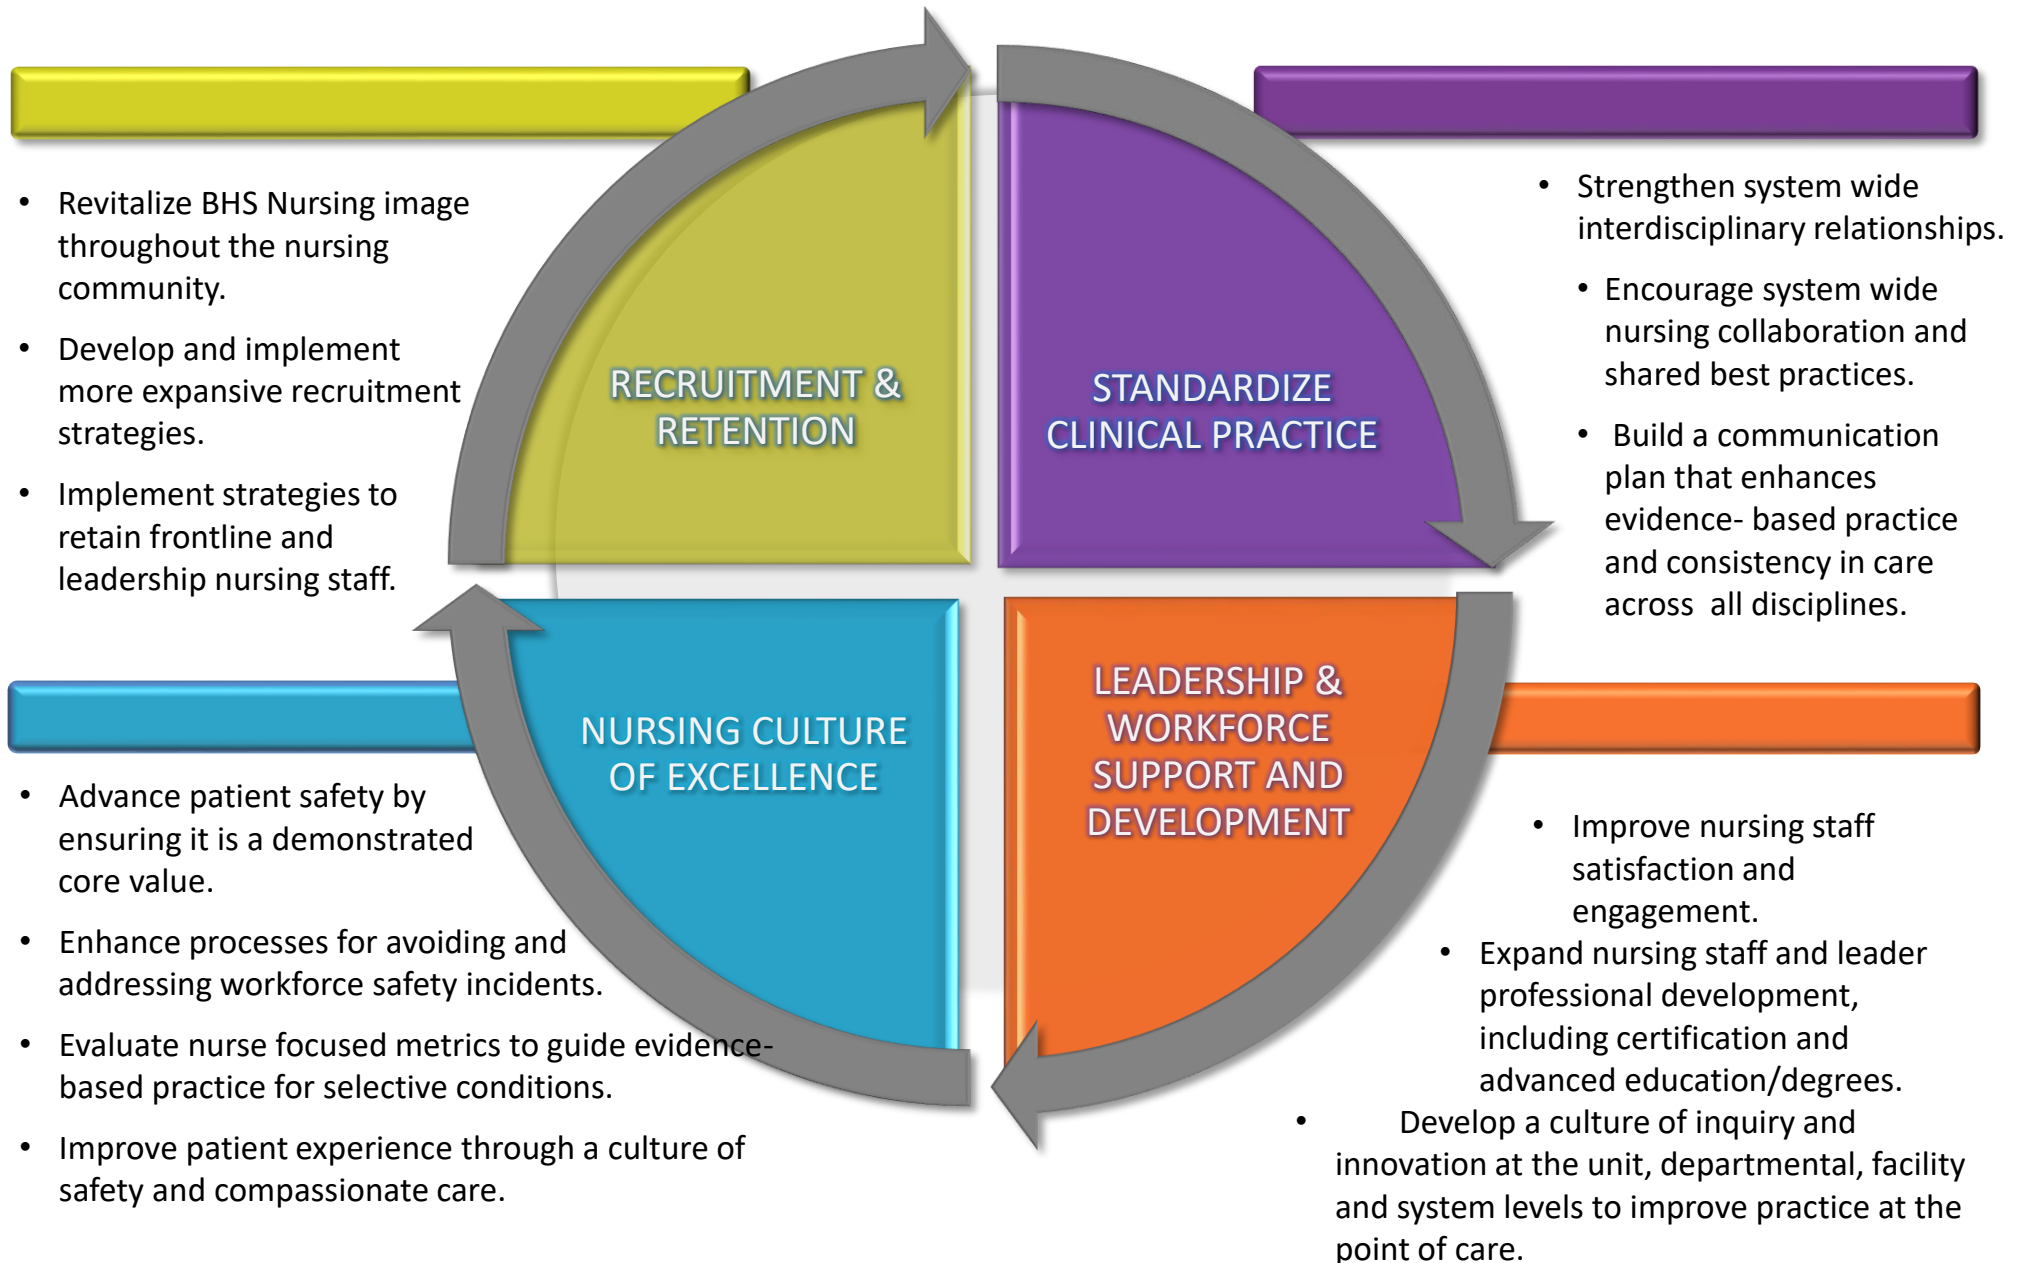 • Revitalize BHS Nursing image
throughout the nursing
community.
• Develop and implement
more expansive recruitment
strategies.
• Implement strategies to
retain frontline and
leadership nursing staff.
RECRUITMENT &
RETENTION
STANDARDIZE
CLINICAL PRACTICE
• Strengthen system wide
interdisciplinary relationships.
• Encourage system wide
nursing collaboration and
shared best practices.
• Build a communication
plan that enhances
evidence- based practice
and consistency in care
across all disciplines.
NURSING CULTURE
OF EXCELLENCE
LEADERSHIP &
WORKFORCE
SUPPORT AND
DEVELOPMENT
• Advance patient safety by
ensuring it is a demonstrated
core value.
• Enhance processes for avoiding and
addressing workforce safety incidents.
• Evaluate nurse focused metrics to guide evidence-
based practice for selective conditions.
• Improve patient experience through a culture of
safety and compassionate care.
• Improve nursing staff
satisfaction and
engagement.
• Expand nursing staff and leader
professional development,
including certification and
advanced education/degrees.
• Develop a culture of inquiry and
innovation at the unit, departmental, facility
and system levels to improve practice at the
point of care.